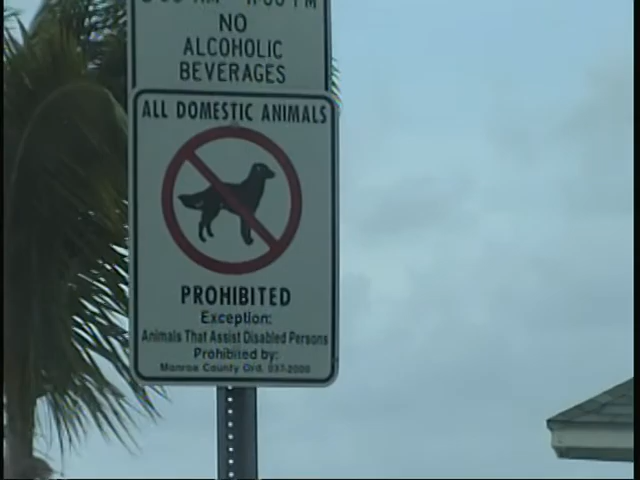 NO
ALCOHOLIC
BEVERAGES
ALL DOMESTIC ANIMALS
PROHIBITED
Exception:
Animals That Assist Disabled Persons
Prohibited by:
Monroe County Ord. 037-2000